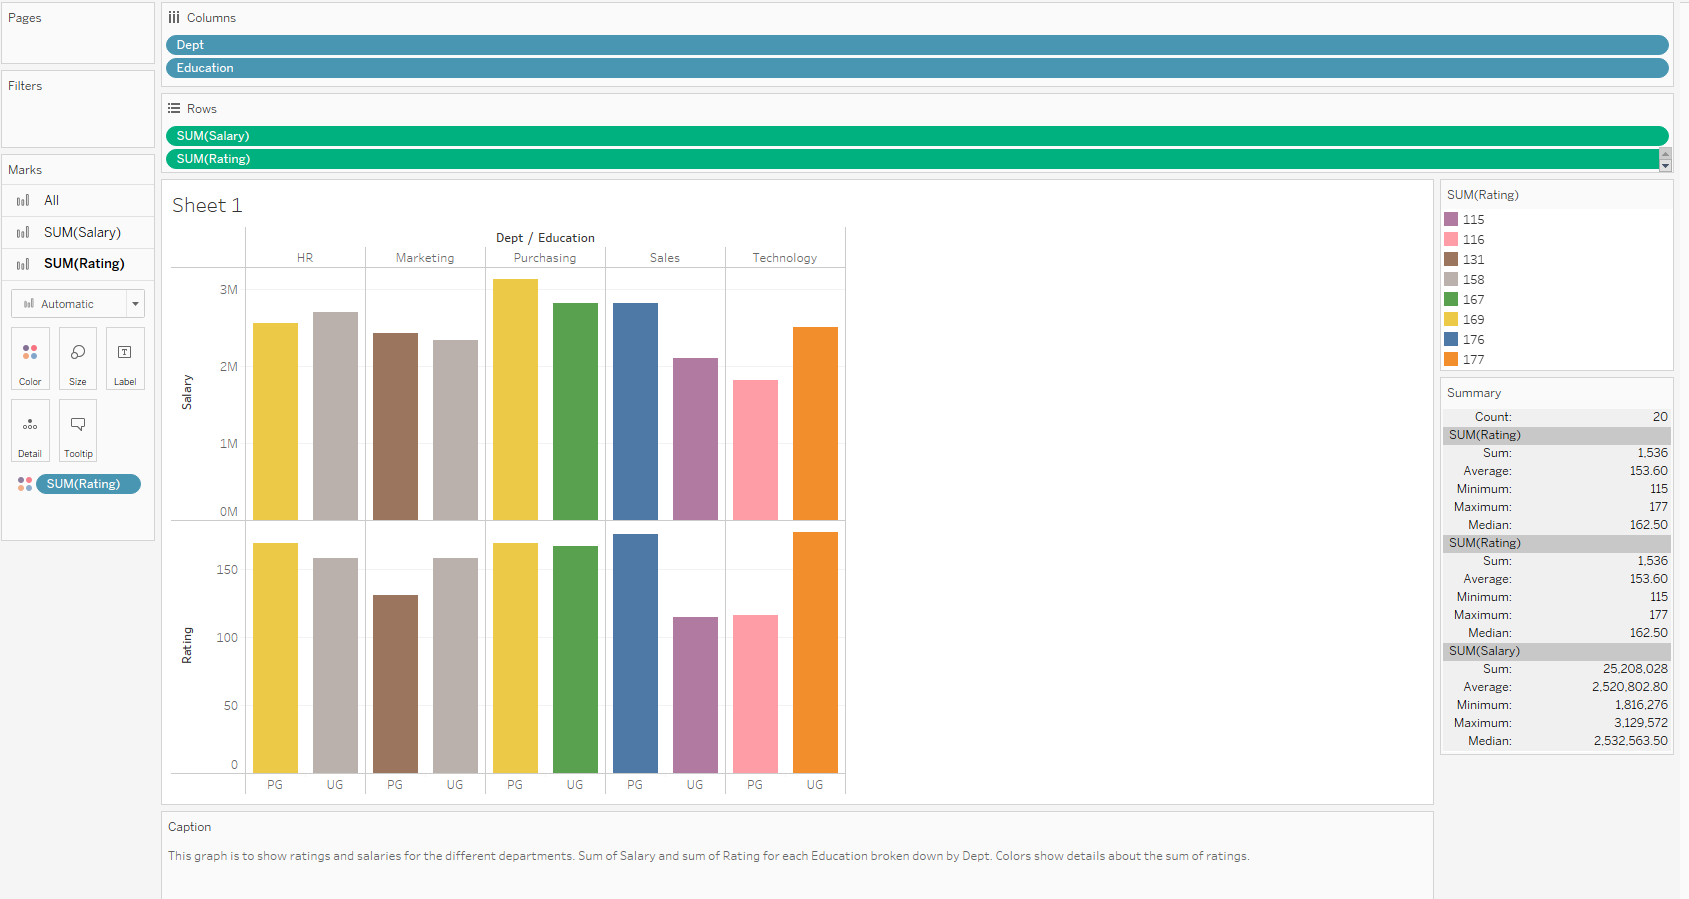 Pages
Filters
Marks
All
SUM(Salary)
SUM(Rating)
Automatic
Color Size Label
Detail Tooltip
SUM(Rating)
Columns
Dept
Education
Rows
SUM(Salary)
SUM(Rating)
Sheet 1
Dept / Education
HR Marketing Purchasing Sales Technology
3M
2M
1M
0M
Salary
150
100
50
0
Rating
PG UG PG UG PG UG PG UG PG UG
SUM(Rating)
115
116
131
158
167
169
176
177
Summary
Count: 20
SUM(Rating)
Sum: 1,536
Average: 153.60
Minimum: 115
Maximum: 177
Median: 162.50
SUM(Rating)
Sum: 1,536
Average: 153.60
Minimum: 115
Maximum: 177
Median: 162.50
SUM(Salary)
Sum: 25,208,028
Average: 2,520,802.80
Minimum: 1,816,276
Maximum: 3,129,572
Median: 2,532,563.50
Caption
This graph is to show ratings and salaries for the different departments. Sum of Salary and sum of Rating for each Education broken down by Dept. Colors show details about the sum of ratings.